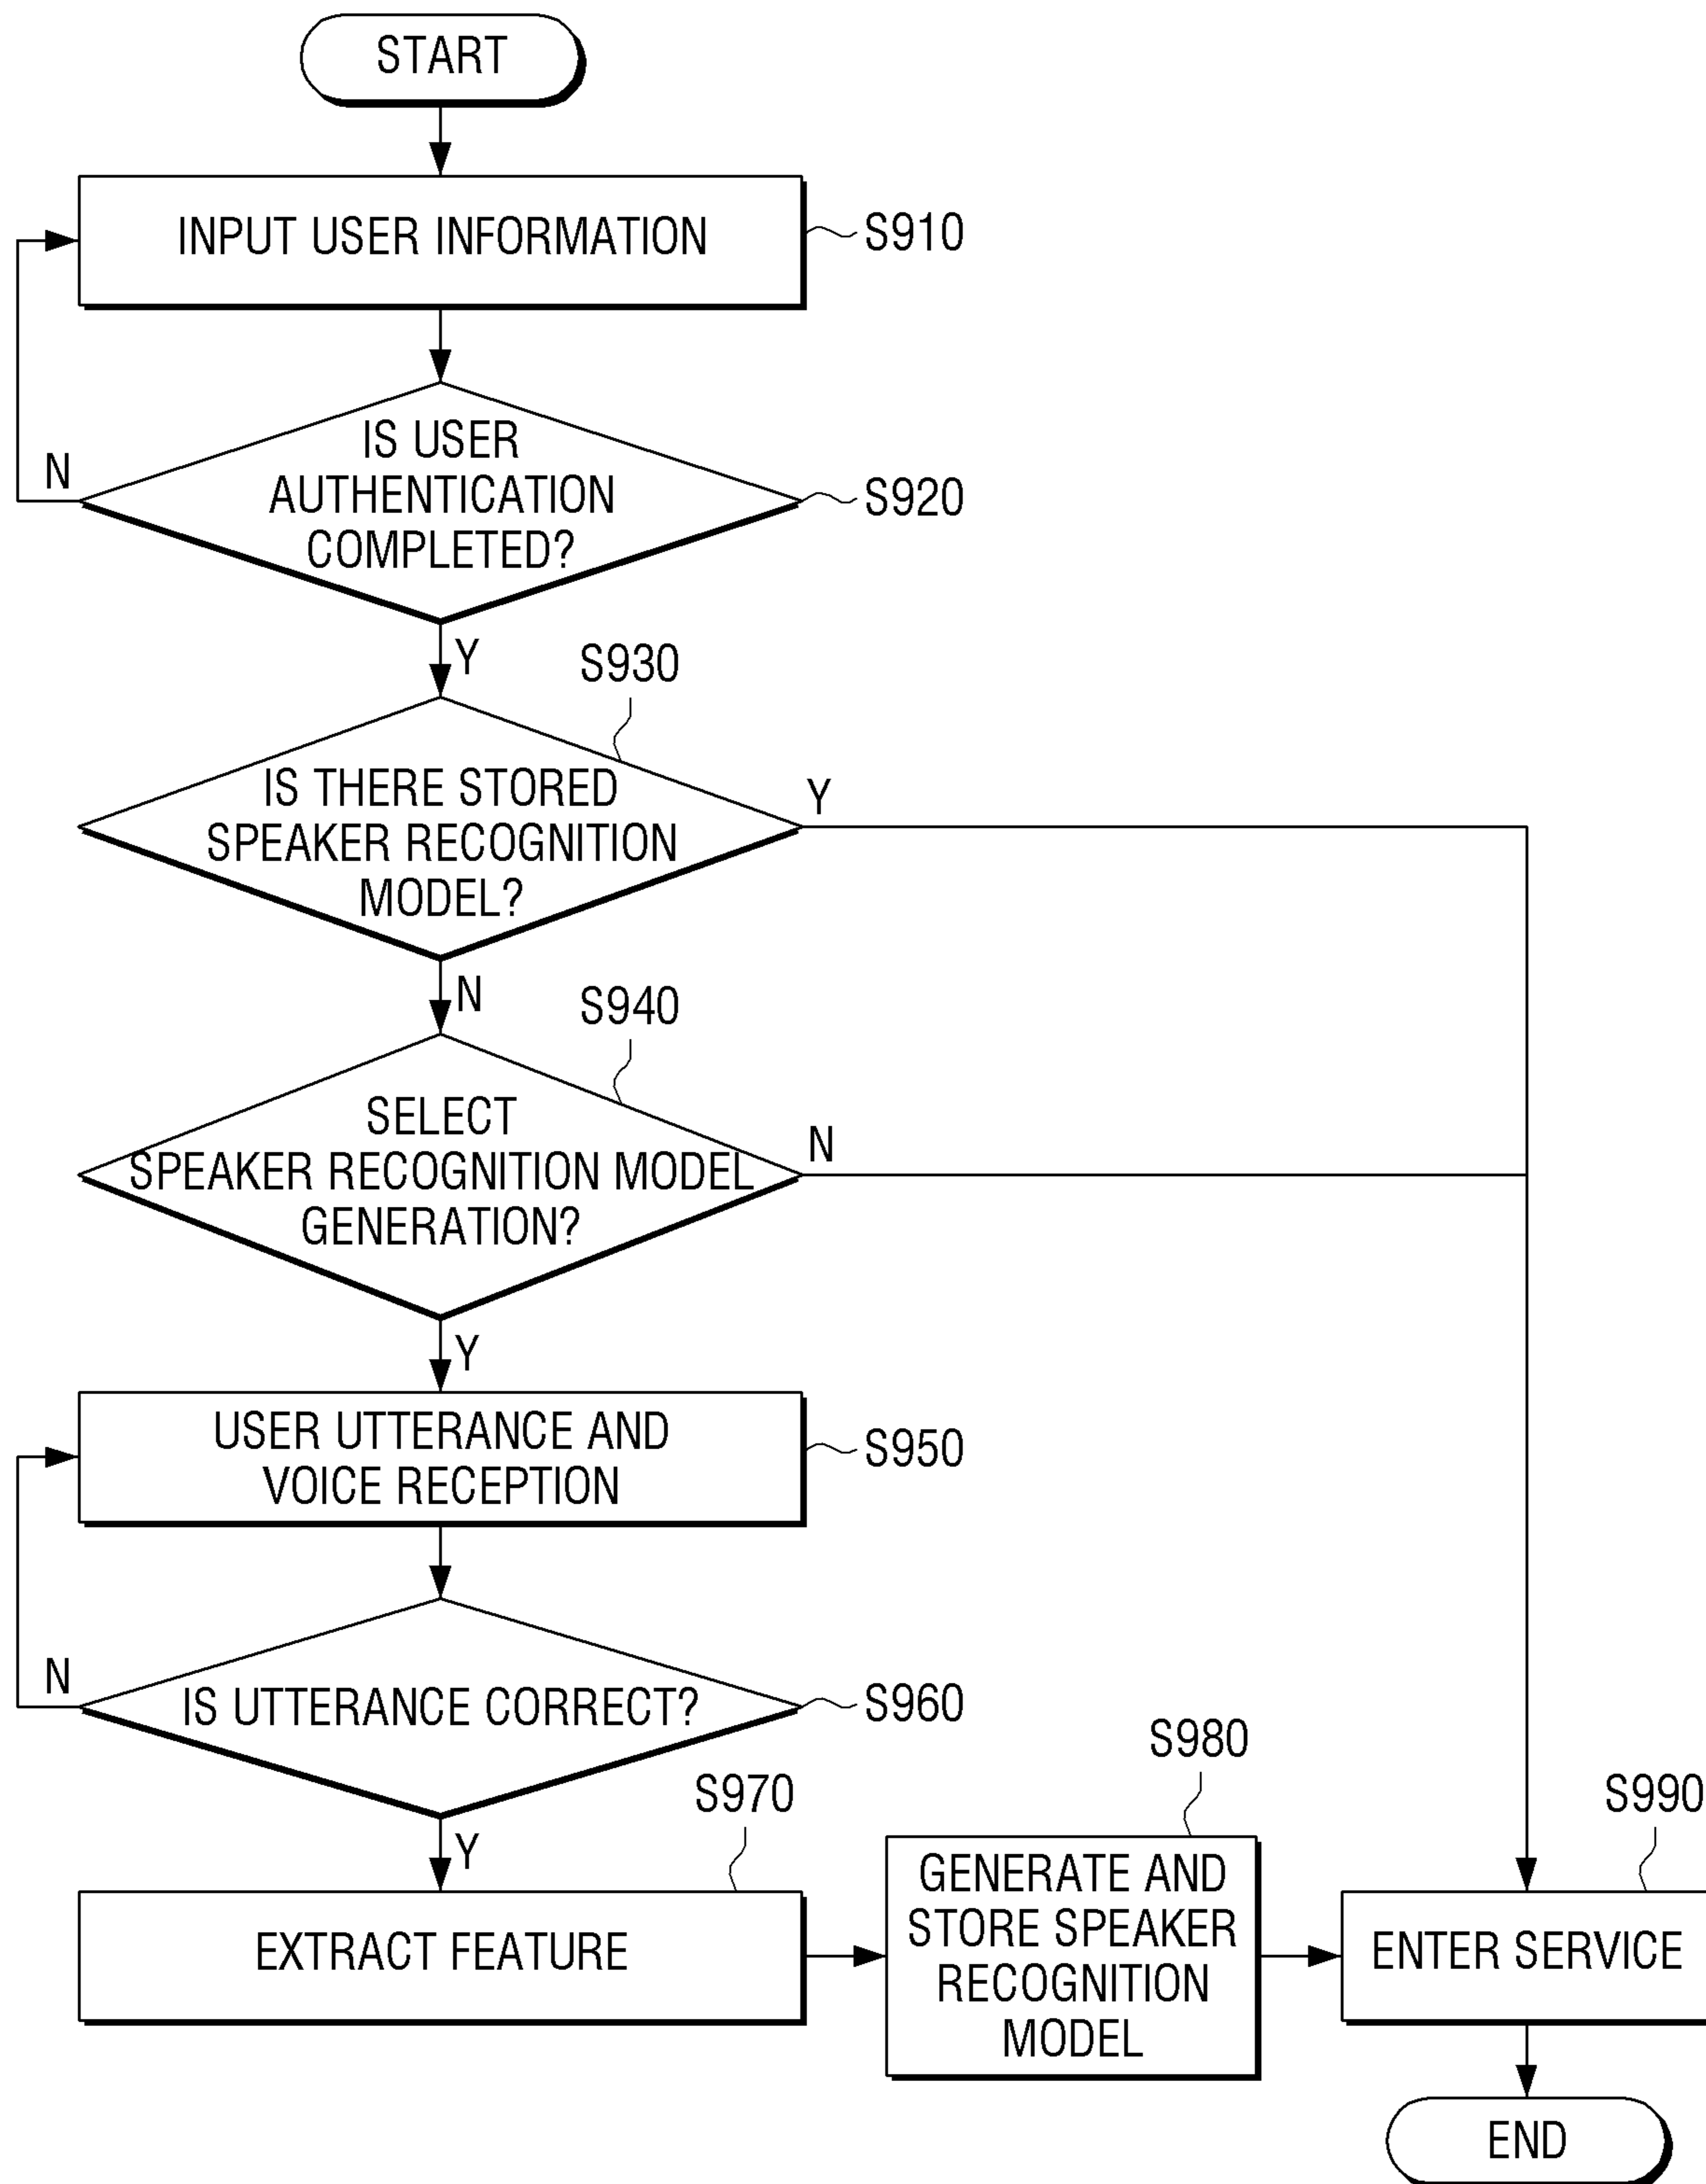 START
INPUT USER INFORMATION
S910
IS USER
AUTHENTICATION
COMPLETED?
S920
N
Y
S930
IS THERE STORED
SPEAKER RECOGNITION
MODEL?
Y
N
S940
SELECT
SPEAKER RECOGNITION MODEL
GENERATION?
N
Y
USER UTTERANCE AND
VOICE RECEPTION
S950
IS UTTERANCE CORRECT?
S960
N
Y
S970
EXTRACT FEATURE
S980
GENERATE AND
STORE SPEAKER
RECOGNITION
MODEL
S990
ENTER SERVICE
END